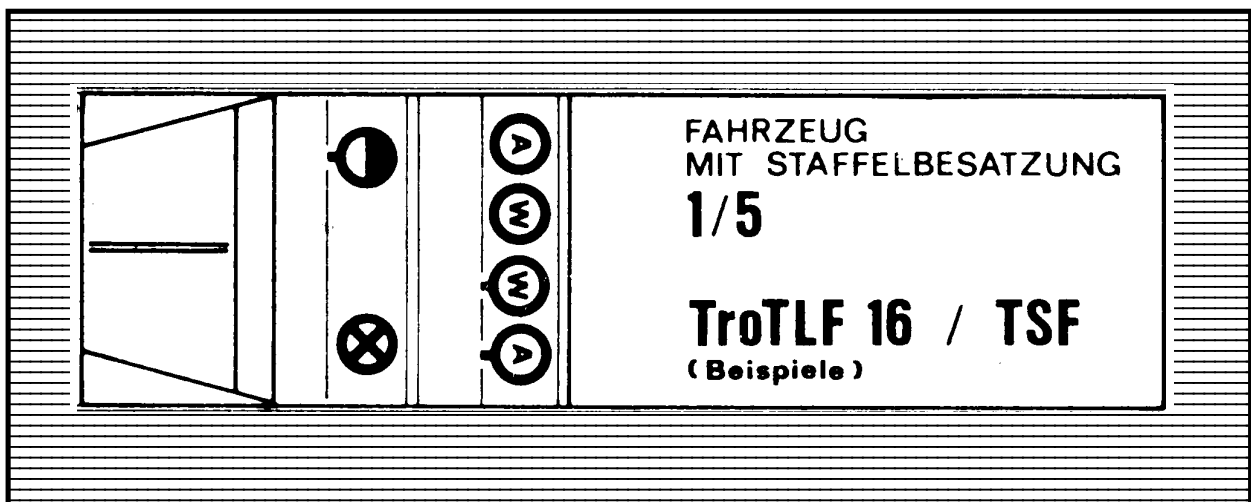 A
W
W
A
FAHRZEUG
MIT STAFFELBESATZUNG
1/5
TroTLF 16 / TSF
(Beispiele)